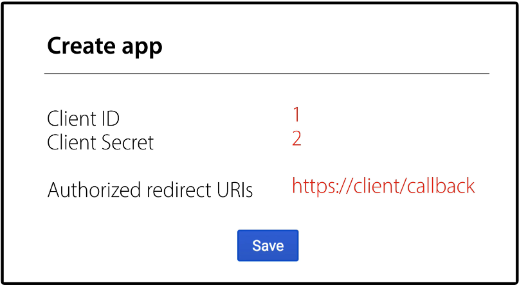 Create app
Client ID 1
Client Secret 2
Authorized redirect URIs https://client/callback
Save